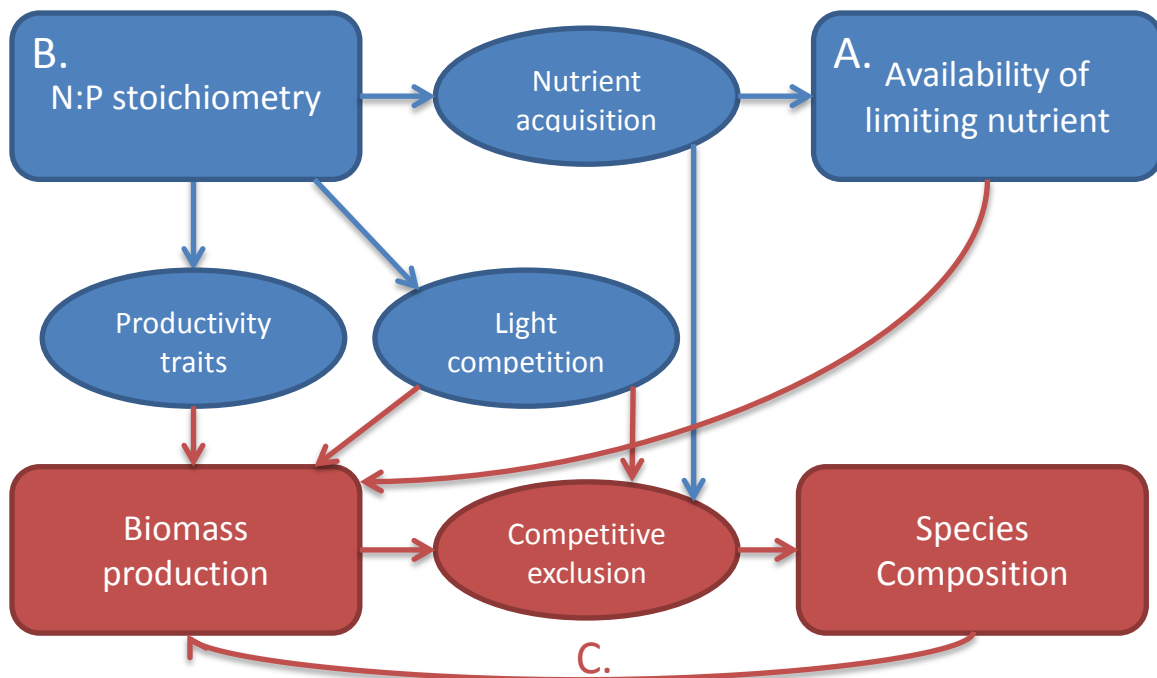 B.
N:P stoichiometry
Nutrient
acquisition
A.
Availability of
limiting nutrient
Productivity
traits
Light
competition
Biomass
production
Competitive
exclusion
Species
Composition
C.